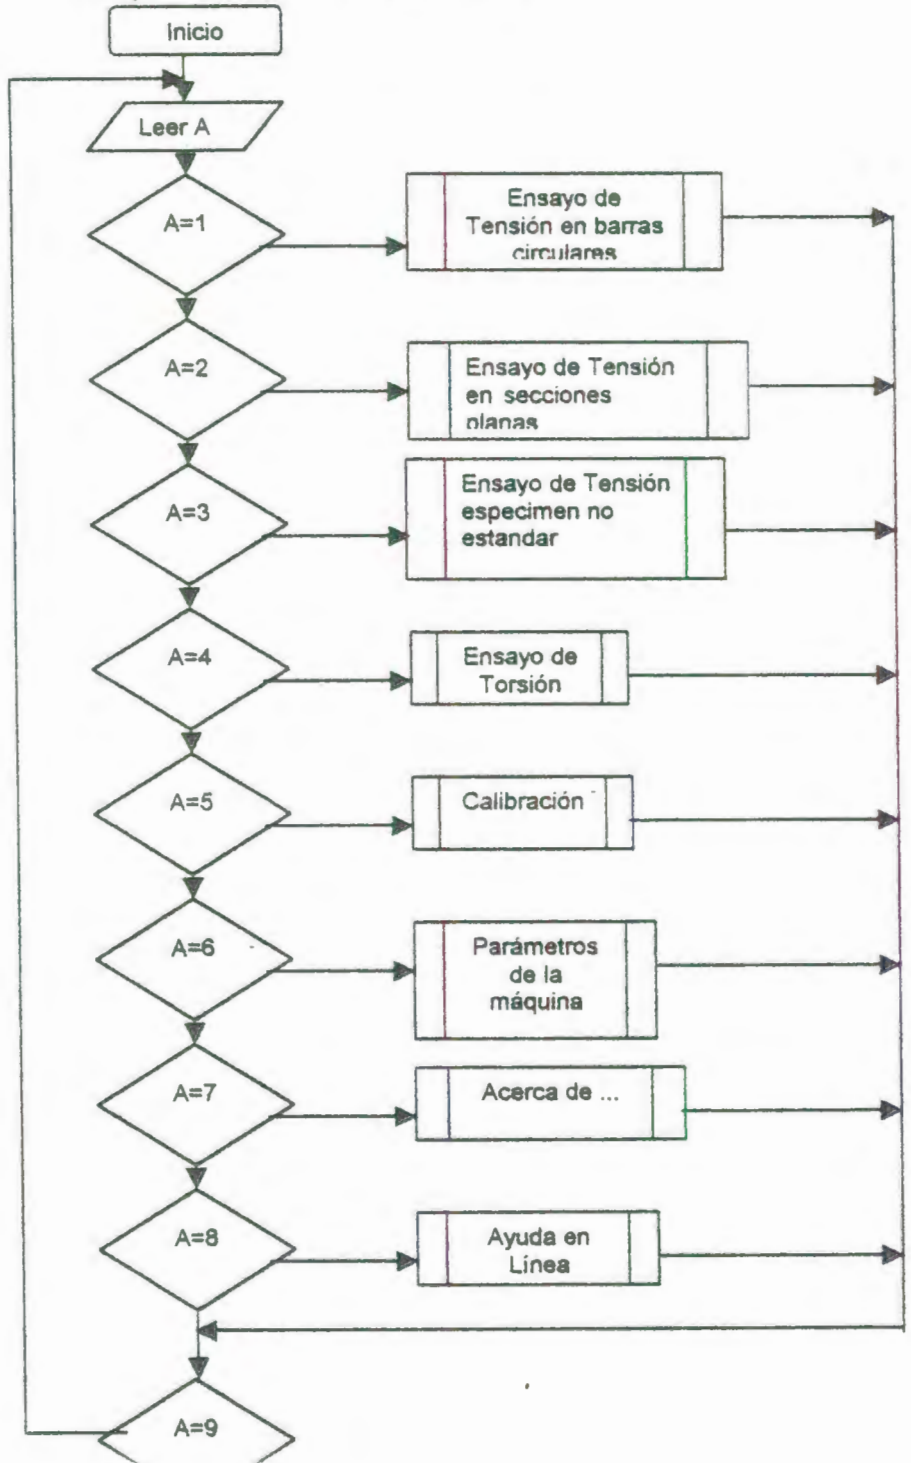 Inicio
Leer A
A=1
Ensayo de
Tensión en barras
circulares
A=2
Ensayo de Tensión
en secciones
planas
A=3
Ensayo de Tensión
especimen no
estandar
A=4
Ensayo de
Torsión
A=5
Calibración
A=6
Parámetros
de la
máquina
A=7
Acerca de ...
A=8
Ayuda en
Línea
A=9